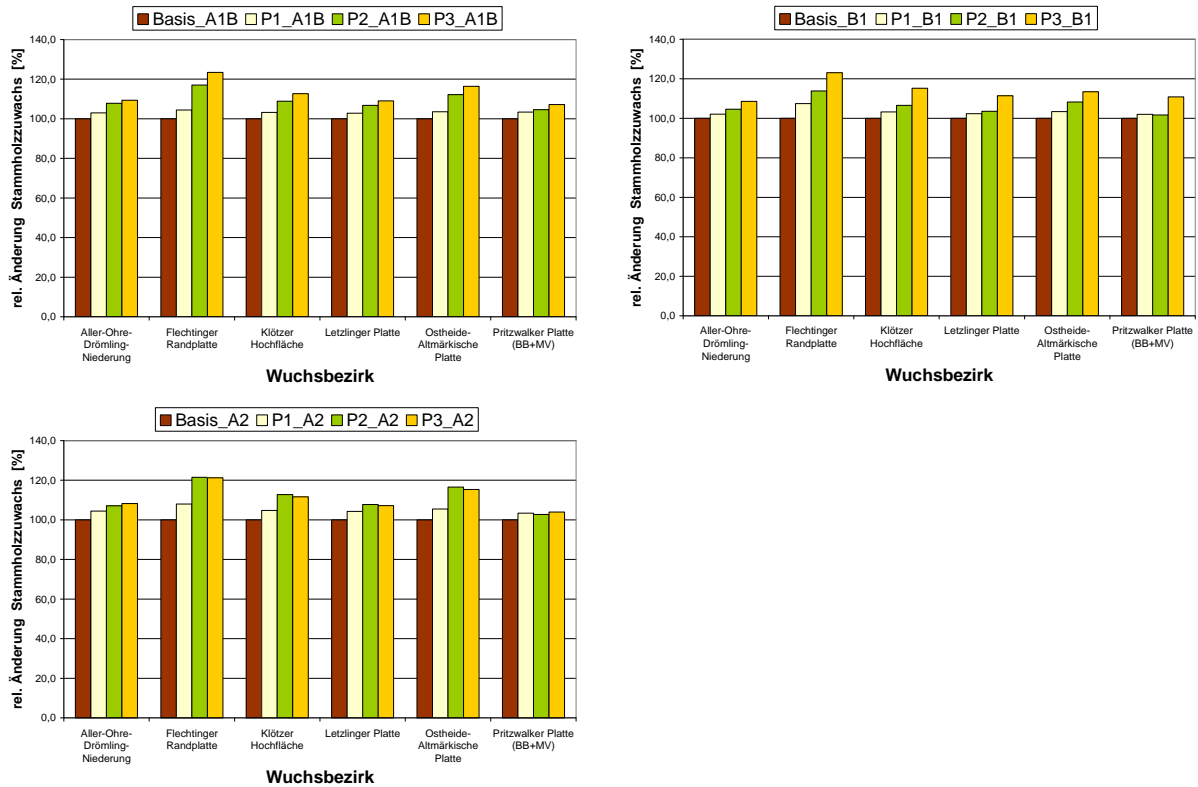 Basis_A1B P1_A1B P2_A1B P3_A1B
rel. Änderung Stammholzzuwachs [%]
140,0
120,0
100,0
80,0
60,0
40,0
20,0
0,0
Aller-Ohre-
Drömling-
Niederung
Flechtinger
Randplatte
Klötzer
Hochfläche
Letzlinger Platte
Ostheide-
Altmärkische
Platte
Pritzwalker Platte
(BB+MV)
Wuchsbezirk
Basis_B1 P1_B1 P2_B1 P3_B1
rel. Änderung Stammholzzuwachs [%]
140,0
120,0
100,0
80,0
60,0
40,0
20,0
0,0
Aller-Ohre-
Drömling-
Niederung
Flechtinger
Randplatte
Klötzer
Hochfläche
Letzlinger Platte
Ostheide-
Altmärkische
Platte
Pritzwalker Platte
(BB+MV)
Wuchsbezirk
Basis_A2 P1_A2 P2_A2 P3_A2
rel. Änderung Stammholzzuwachs [%]
140,0
120,0
100,0
80,0
60,0
40,0
20,0
0,0
Aller-Ohre-
Drömling-
Niederung
Flechtinger
Randplatte
Klötzer
Hochfläche
Letzlinger Platte
Ostheide-
Altmärkische
Platte
Pritzwalker Platte
(BB+MV)
Wuchsbezirk